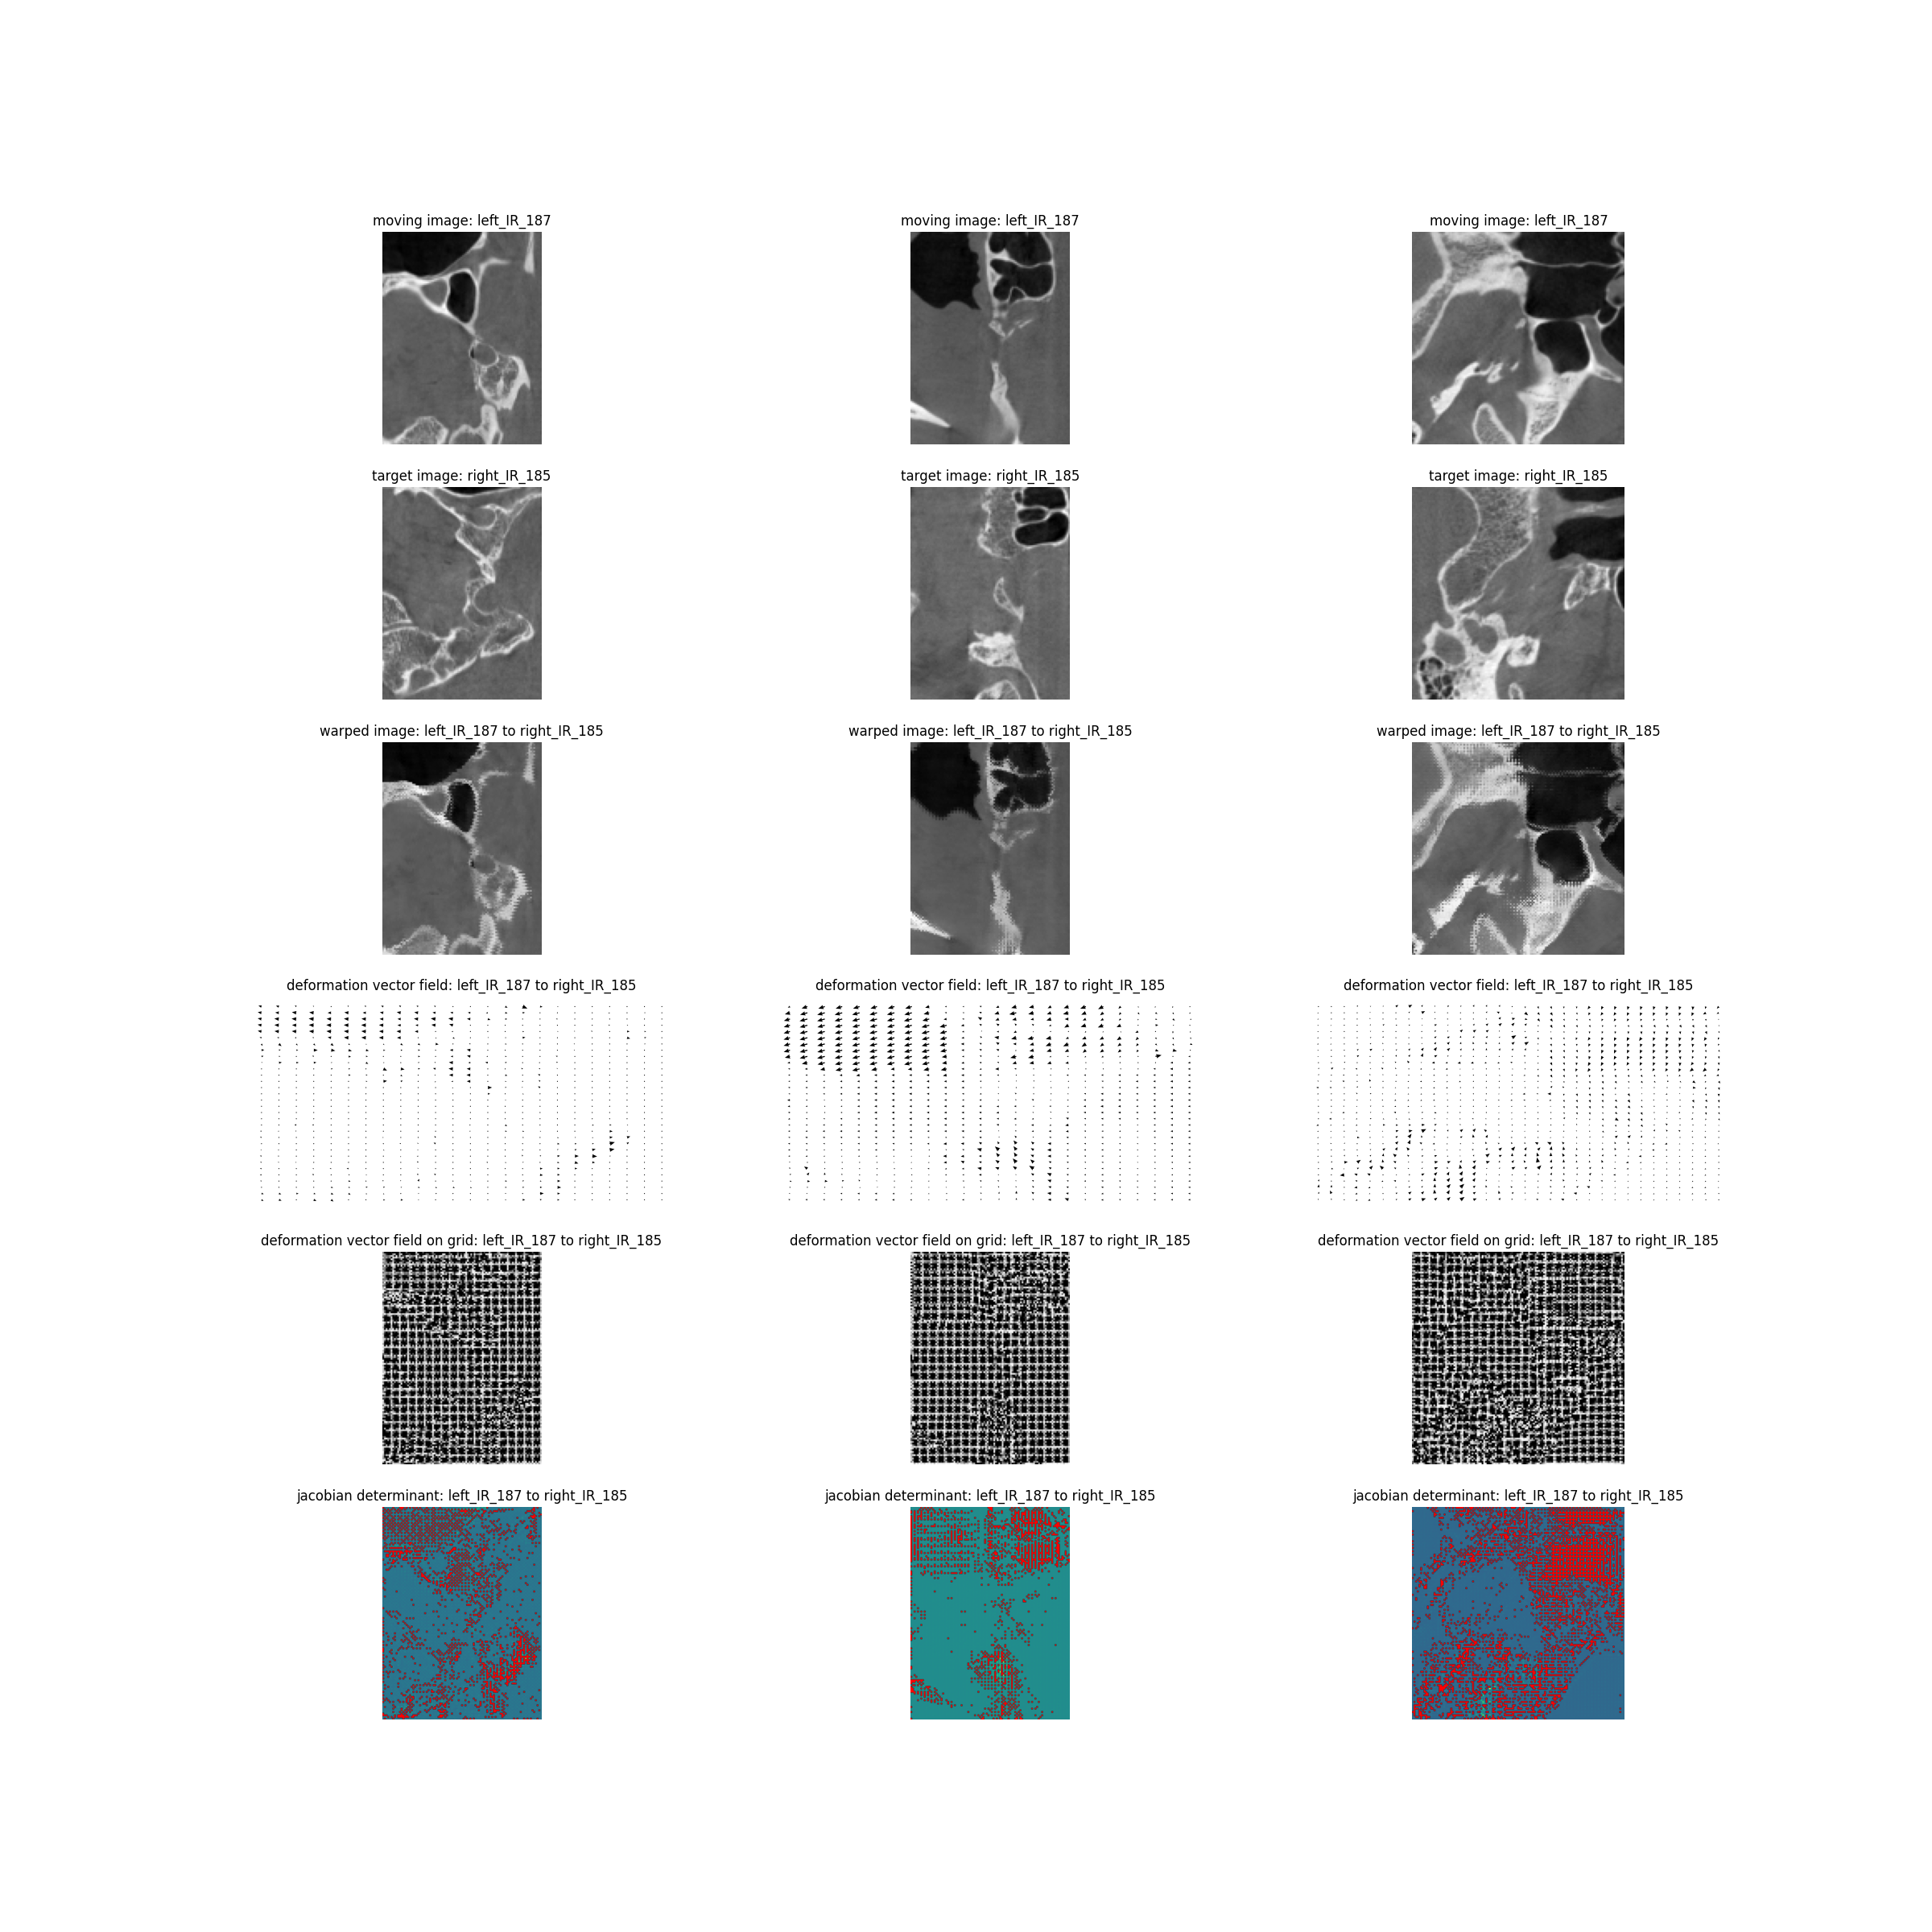 moving image: left_IR_187 moving image: left_IR_187 moving image: left_IR_187
target image: right_IR_185 target image: right_IR_185 target image: right_IR_185
warped image: left_IR_187 to right_IR_185 warped image: left_IR_187 to right_IR_185 warped image: left_IR_187 to right_IR_185
deformation vector field: left_IR_187 to right_IR_185 deformation vector field: left_IR_187 to right_IR_185 deformation vector field: left_IR_187 to right_IR_185
deformation vector field on grid: left_IR_187 to right_IR_185 deformation vector field on grid: left_IR_187 to right_IR_185 deformation vector field on grid: left_IR_187 to right_IR_185
jacobian determinant: left_IR_187 to right_IR_185 jacobian determinant: left_IR_187 to right_IR_185 jacobian determinant: left_IR_187 to right_IR_185